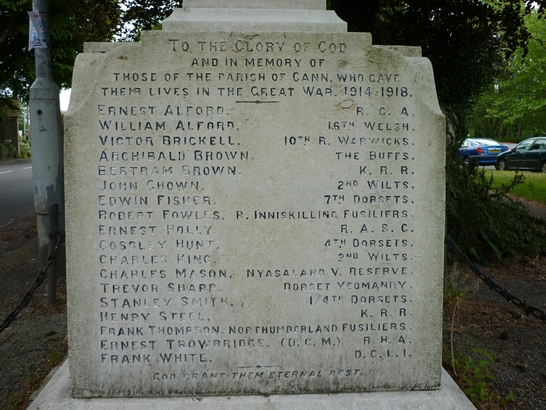 To the Glory of God
and in memory of
those of the parish of Cann, who gave
their lives in the Great War, 1914-1918.
Ernest Alford. R. G. A.
William Alford. 16th Welsh.
Victor Brickell. 10th R. Warwicks.
Archibald Brown. The Buffs.
Bertram Brown. K. R. R.
John Chown. 2nd Wilts.
Edwin Fisher. 7th Dorsets.
Robert Fowles. R. Inniskilling Fusiliers.
Ernest Holly. R. A. S. C.
Cossley Hunt. 4th Dorsets.
Charles King. 2nd Wilts.
Charles Mason. Nyasaland V. Reserve.
Trevor Sharp. Dorset Yeomanry.
Stanley Smith. 1/4th Dorsets.
Henry Steel. K. R. R.
Frank Thompson. Northumberland Fusiliers.
Ernest Trowbridge. (D.C.M.) R. H. A.
Frank White. D. C. L. I.
God grant them eternal rest.